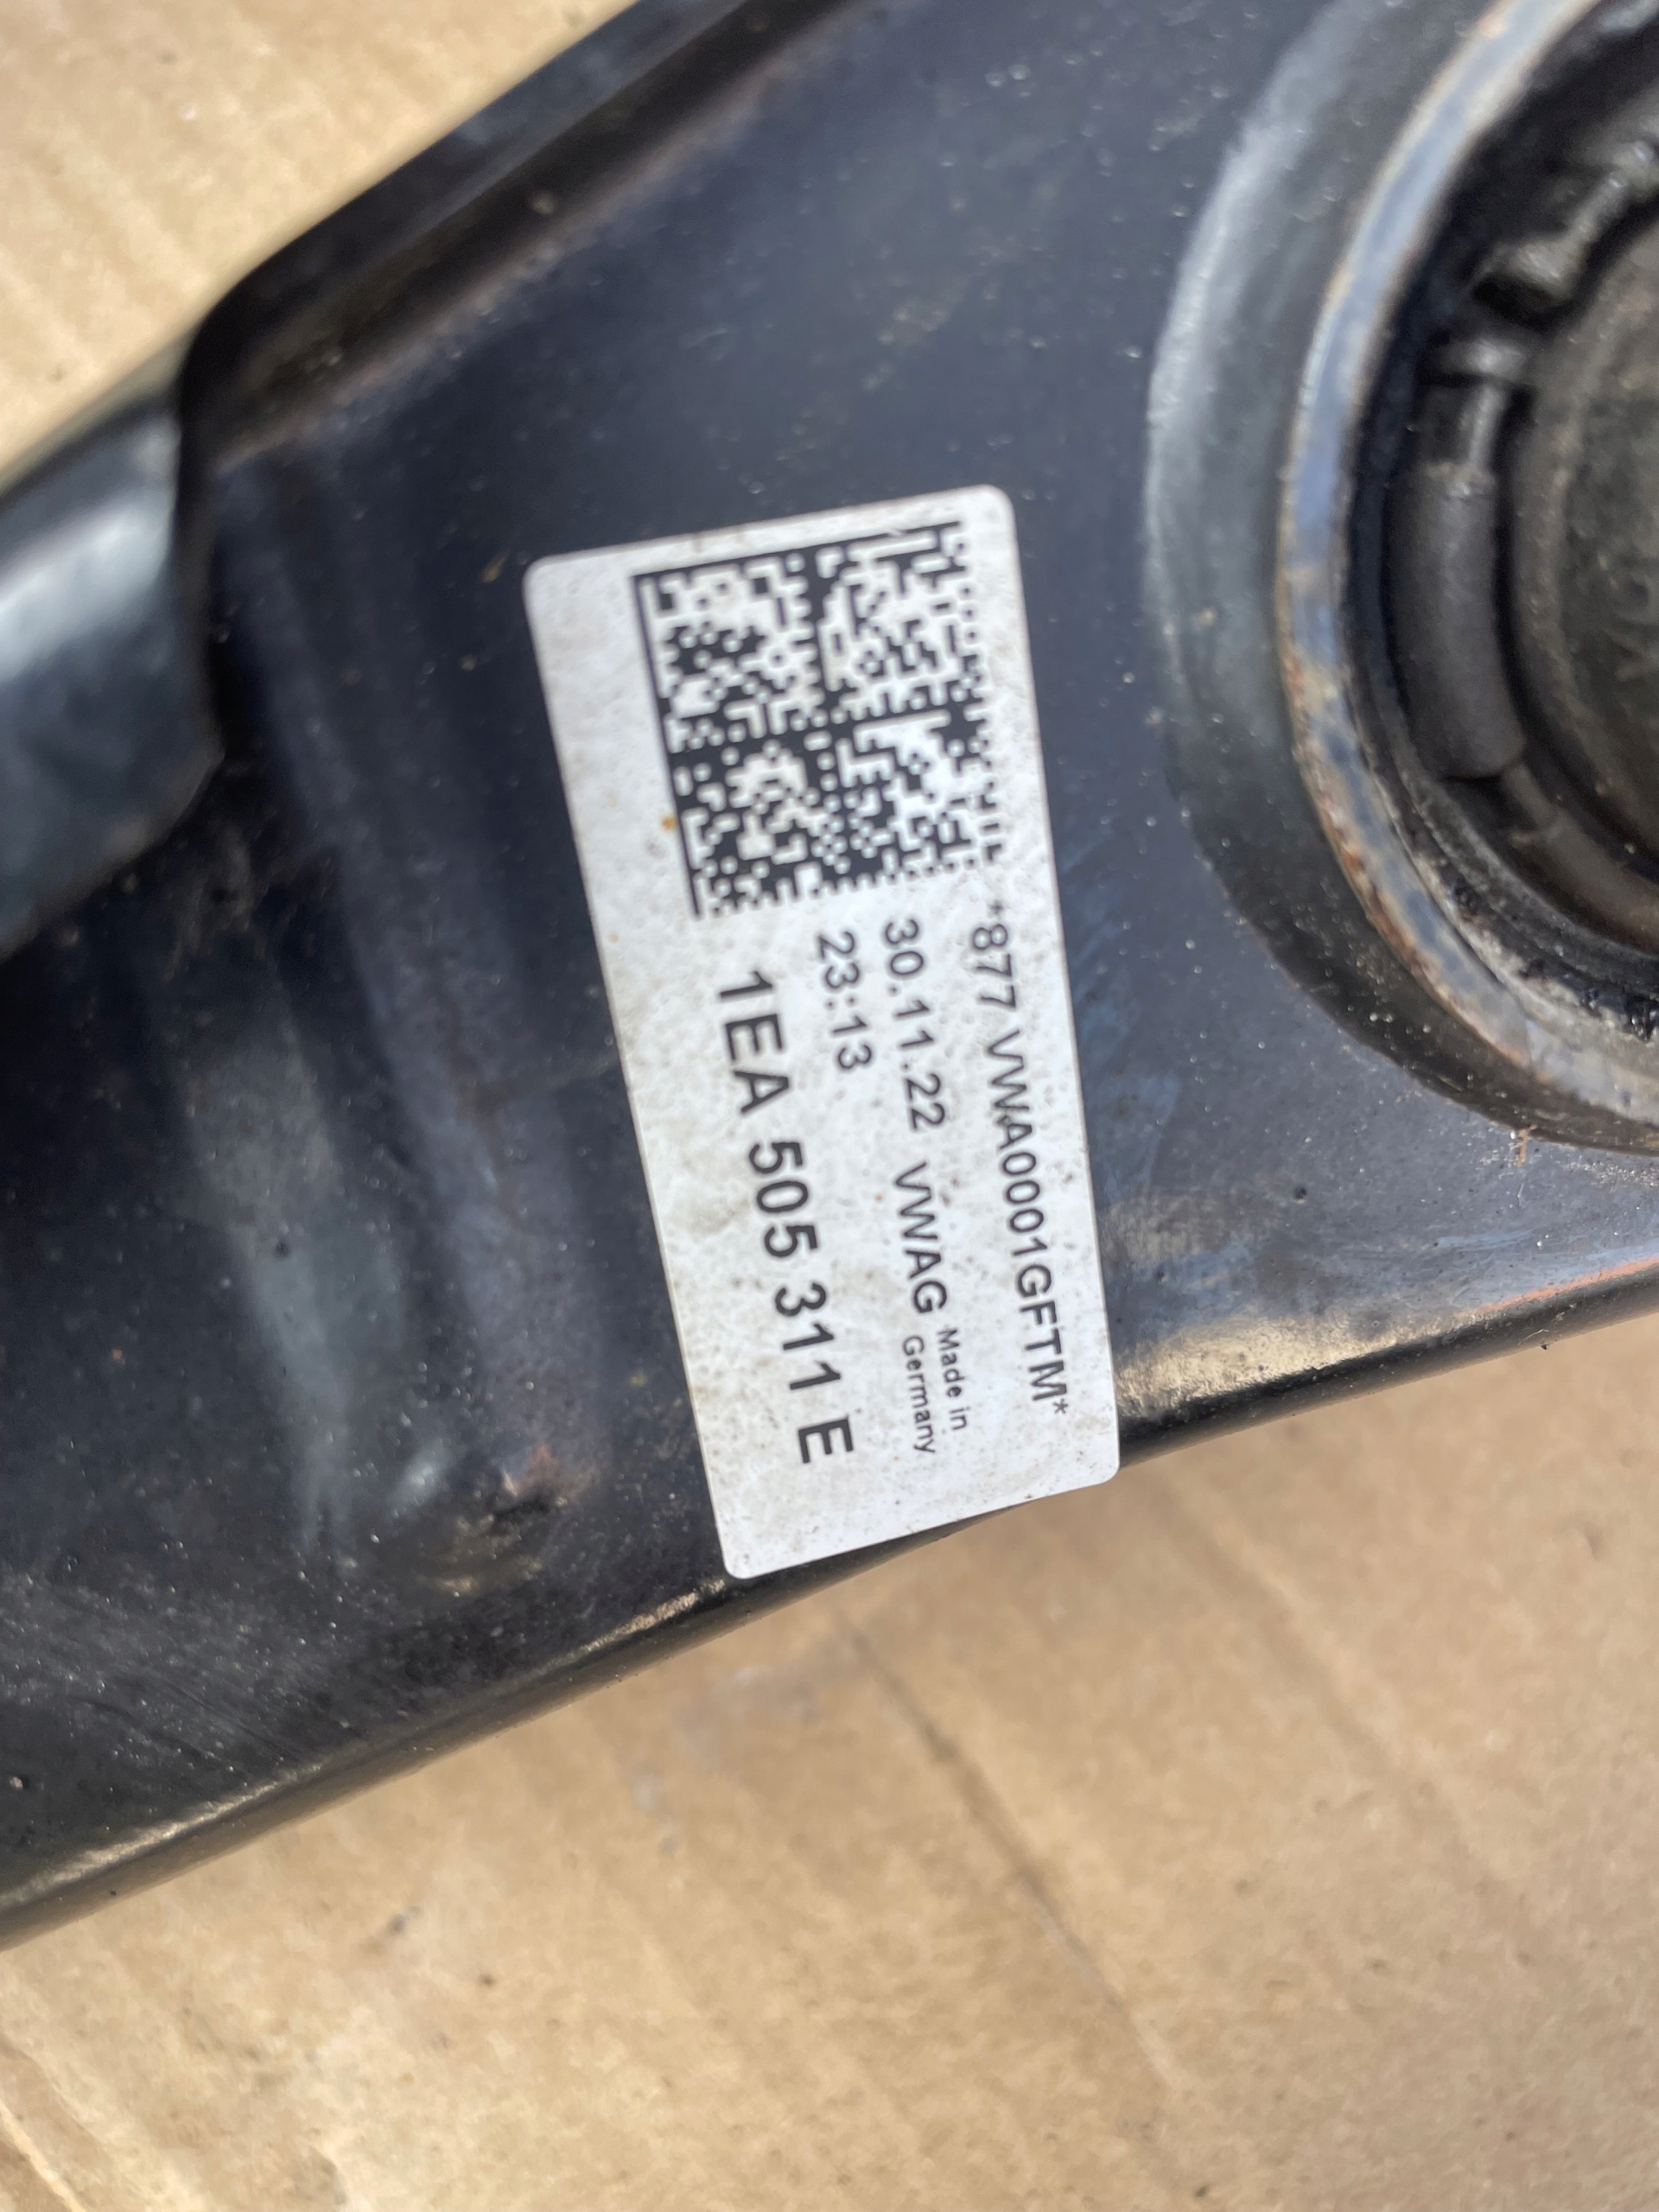 *877 VWA0001GFTM*
30.11.22 VWAG Made in
Germany
23:13
1EA 505 311 E